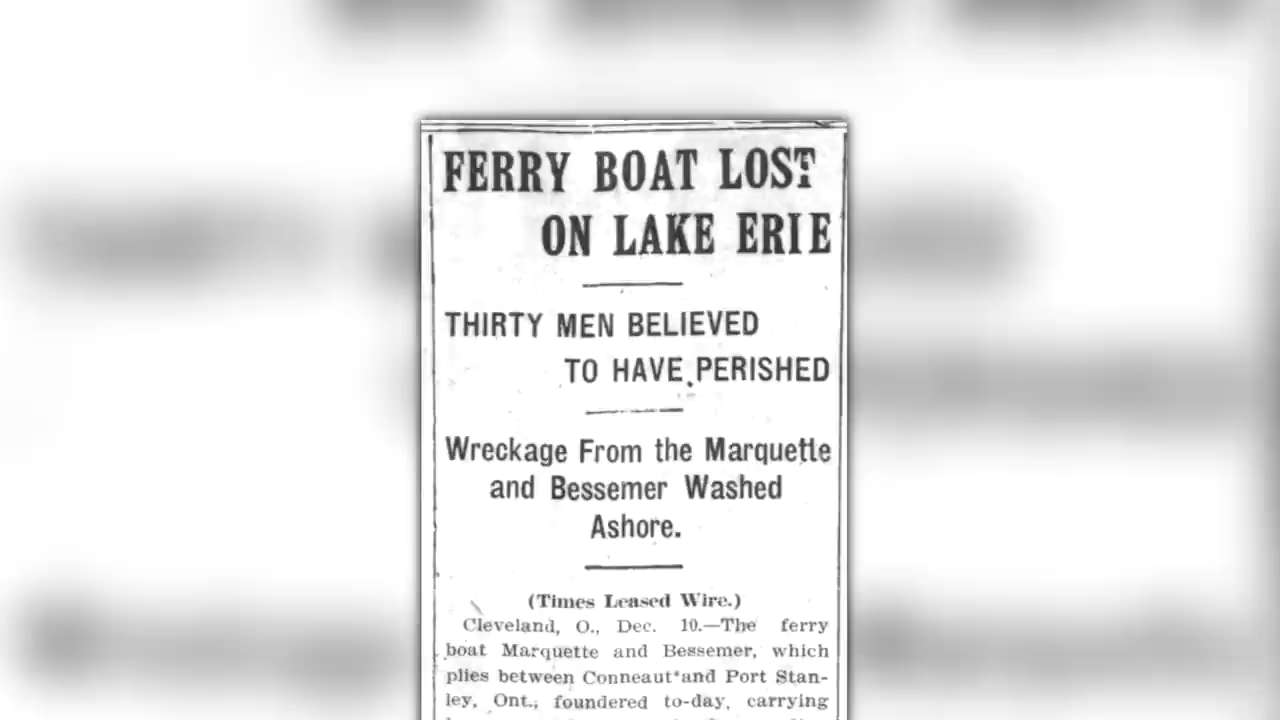 FERRY BOAT LOST
ON LAKE ERIE
THIRTY MEN BELIEVED
TO HAVE PERISHED
Wreckage From the Marquette
and Bessemer Washed
Ashore.
(Times Leased Wire.)
Cleveland, O., Dec. 10.—The ferry
boat Marquette and Bessemer, which
plies between Conneaut and Port Stan-
ley, Ont., foundered to-day, carrying